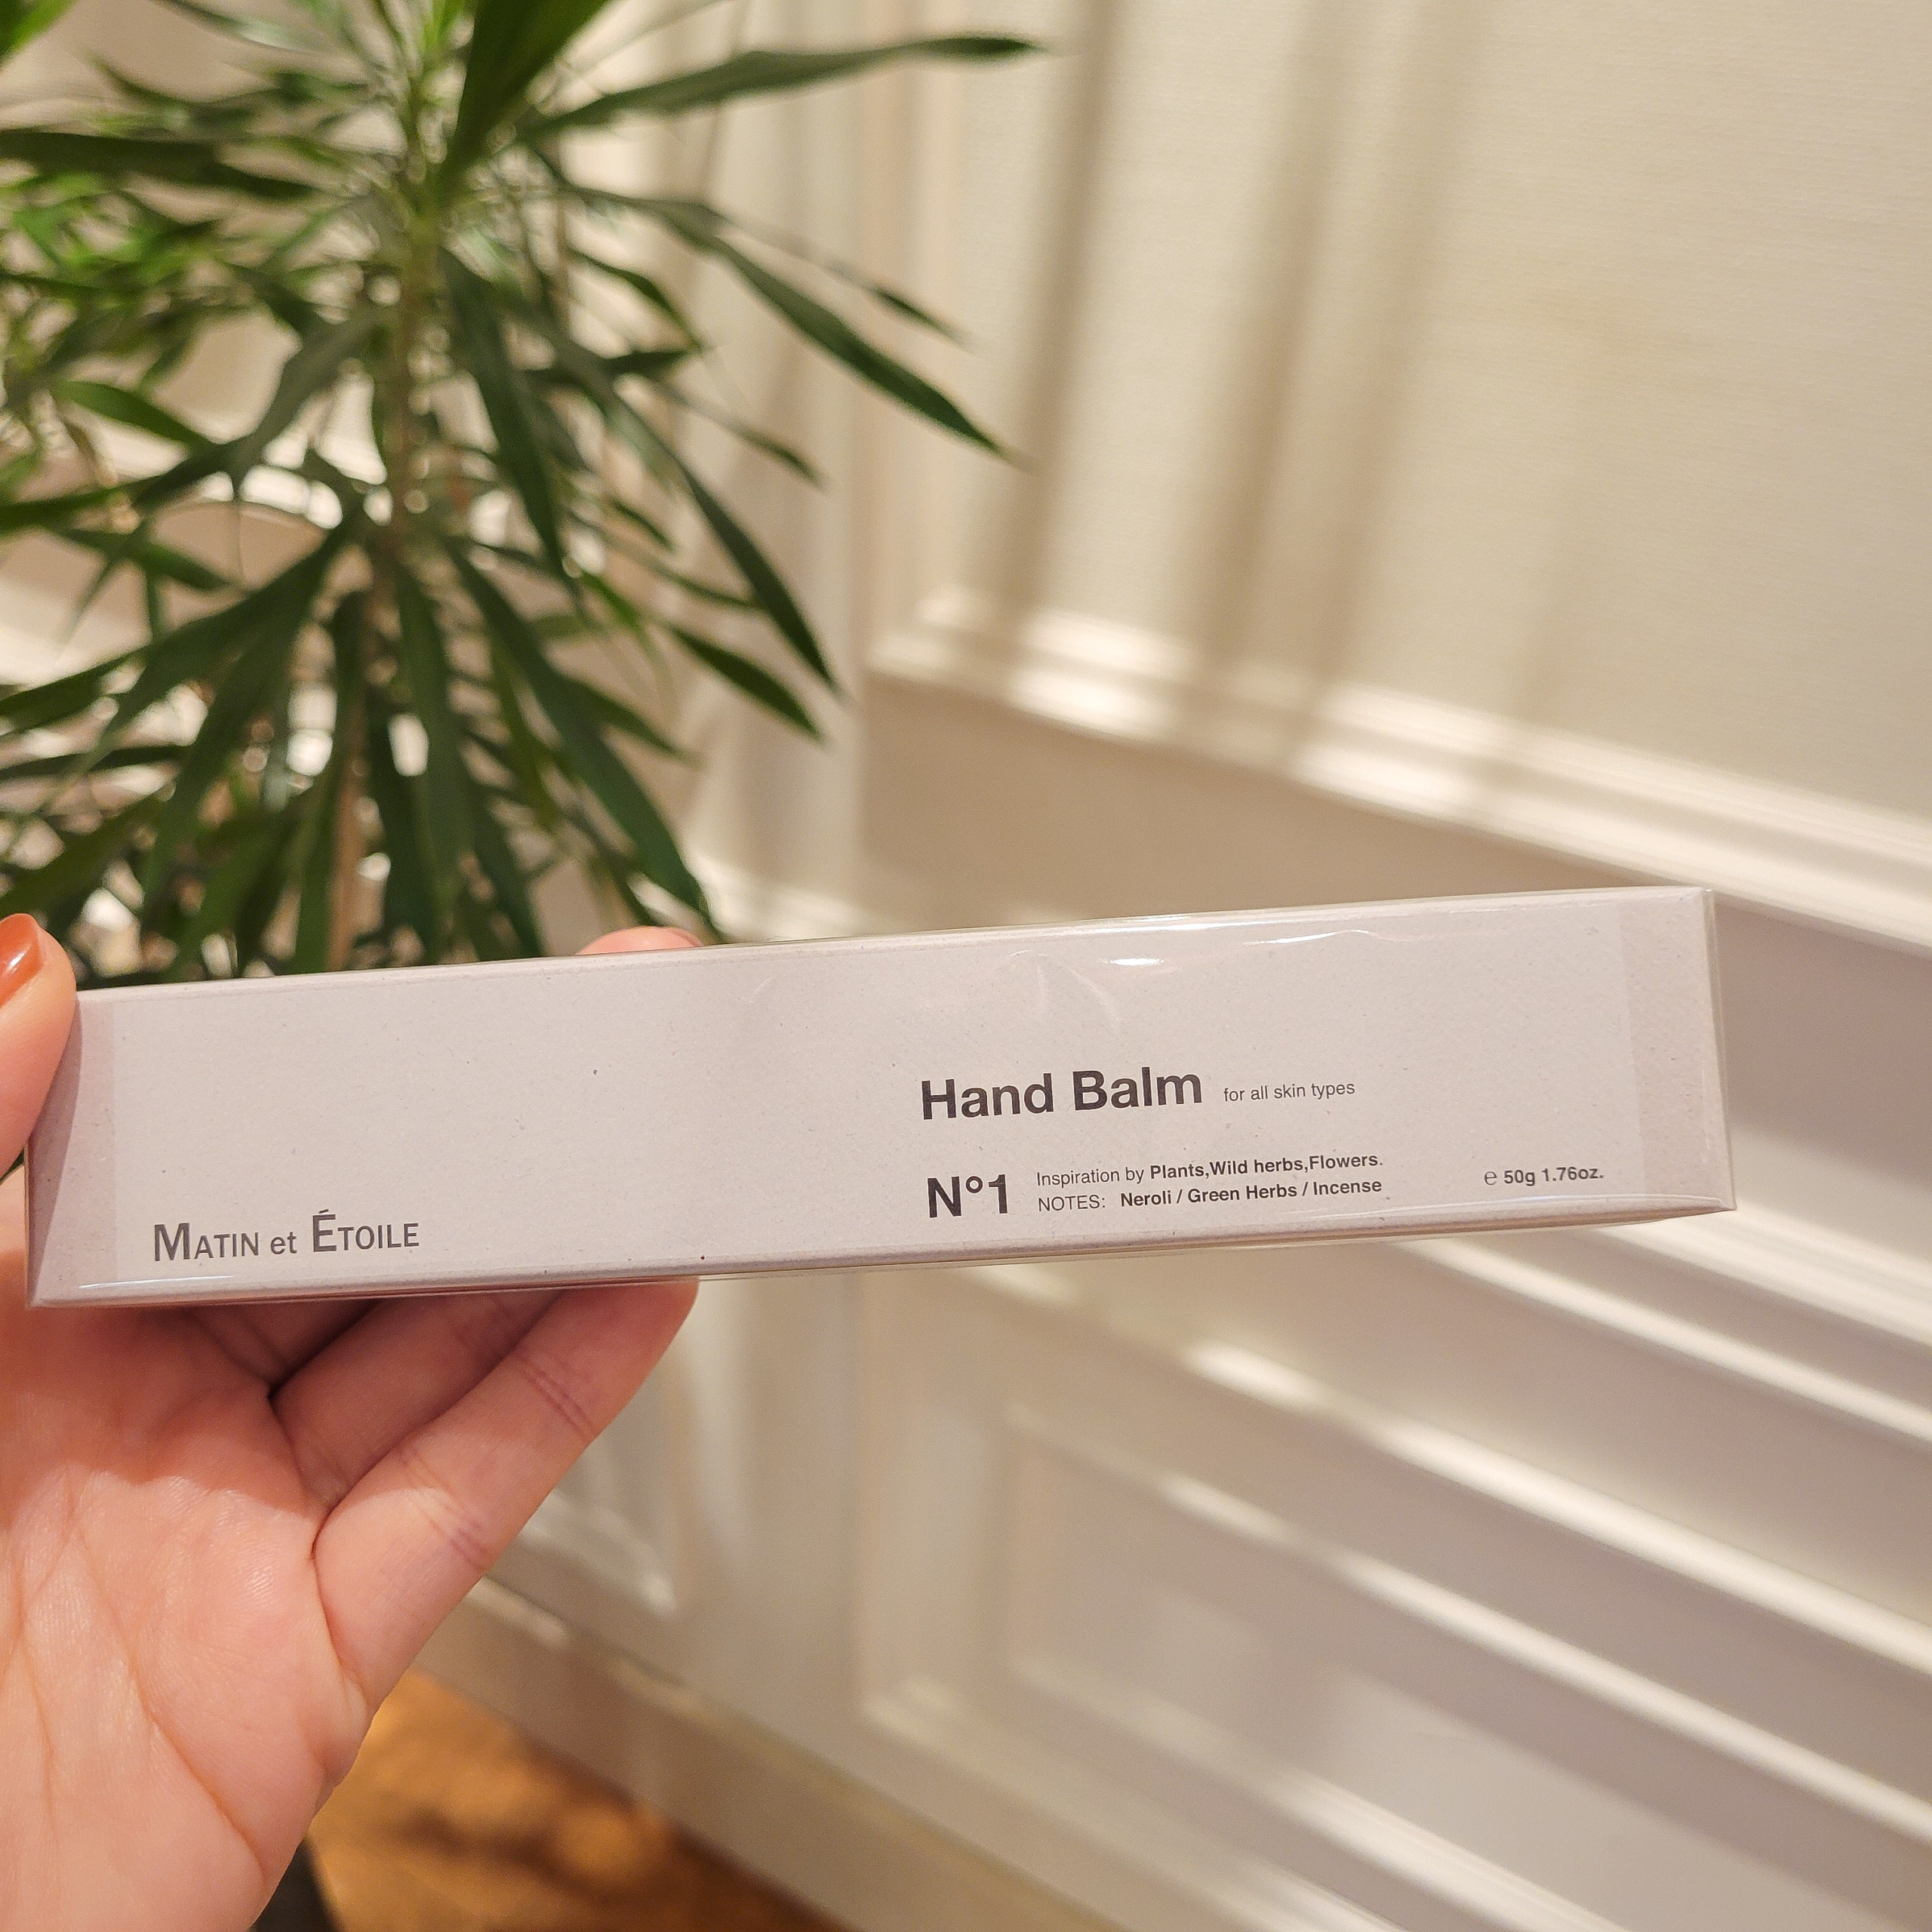 Hand Balm for all skin types
N°1 Inspiration by Plants,Wild herbs,Flowers.
NOTES: Neroli / Green Herbs / Incense
℮ 50g 1.76oz.
MATIN et ÉTOILE